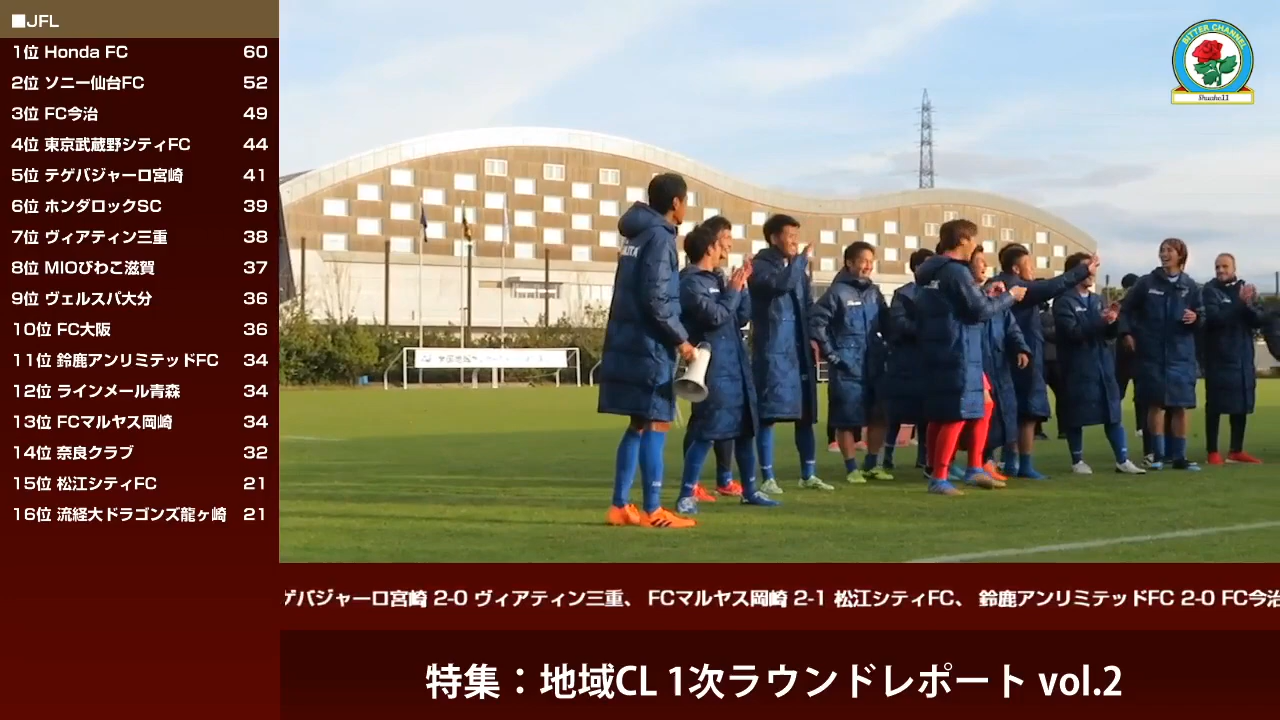 ■JFL
1位 Honda FC 60
2位 ソニー仙台FC 52
3位 FC今治 49
4位 東京武蔵野シティFC 44
5位 テゲバジャーロ宮崎 41
6位 ホンダロックSC 39
7位 ヴィアティン三重 38
8位 MIOびわこ滋賀 37
9位 ヴェルスパ大分 36
10位 FC大阪 36
11位 鈴鹿アンリミテッドFC 34
12位 ラインメール青森 34
13位 FCマルヤス岡崎 34
14位 奈良クラブ 32
15位 松江シティFC 21
16位 流経大ドラゴンズ龍ヶ崎 21
BITTER CHANNEL
ゲバジャーロ宮崎 2-0 ヴィアティン三重、 FCマルヤス岡崎 2-1 松江シティFC、 鈴鹿アンリミテッドFC 2-0 FC今治
特集：地域CL 1次ラウンドレポート vol.2